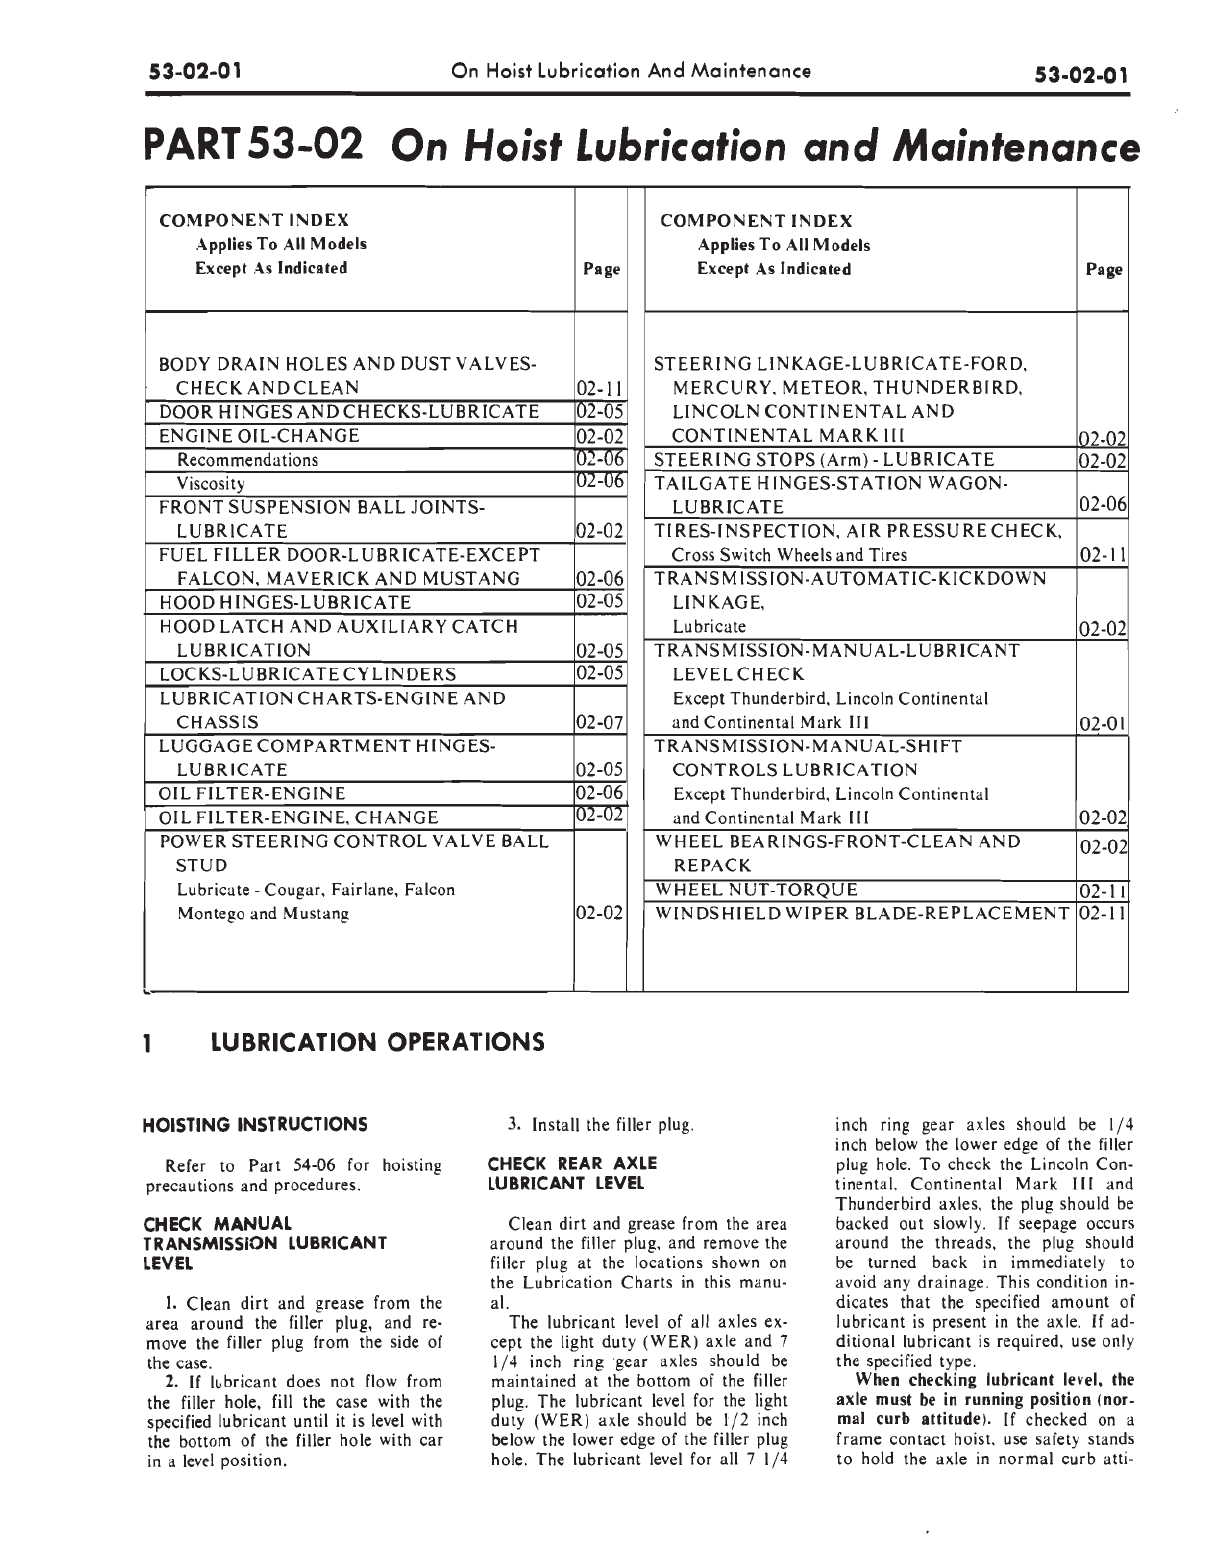 53-02-01 On Hoist Lubrication And Maintenance 53-02-01
PART 53-02 On Hoist Lubrication and Maintenance
COMPONENT INDEX
Applies To All Models
Except As Indicated Page
BODY DRAIN HOLES AND DUST VALVES-
CHECK AND CLEAN 02-11
DOOR HINGES AND CHECKS-LUBRICATE 02-05
ENGINE OIL-CHANGE 02-02
Recommendations 02-06
Viscosity 02-06
FRONT SUSPENSION BALL JOINTS-
LUBRICATE 02-02
FUEL FILLER DOOR-LUBRICATE-EXCEPT
FALCON, MAVERICK AND MUSTANG 02-06
HOOD HINGES-LUBRICATE 02-05
HOOD LATCH AND AUXILIARY CATCH
LUBRICATION 02-05
LOCKS-LUBRICATE CYLINDERS 02-05
LUBRICATION CHARTS-ENGINE AND
CHASSIS 02-07
LUGGAGE COMPARTMENT HINGES-
LUBRICATE 02-05
OIL FILTER-ENGINE 02-06
OIL FILTER-ENGINE, CHANGE 02-02
POWER STEERING CONTROL VALVE BALL
STUD
Lubricate - Cougar, Fairlane, Falcon
Montego and Mustang 02-02
COMPONENT INDEX
Applies To All Models
Except As Indicated Page
STEERING LINKAGE-LUBRICATE-FORD,
MERCURY, METEOR, THUNDERBIRD,
LINCOLN CONTINENTAL AND
CONTINENTAL MARK III 02-02
STEERING STOPS (Arm) - LUBRICATE 02-02
TAILGATE HINGES-STATION WAGON-
LUBRICATE 02-06
TIRES-INSPECTION, AIR PRESSURE CHECK,
Cross Switch Wheels and Tires 02-11
TRANSMISSION-AUTOMATIC-KICKDOWN
LINKAGE,
Lubricate 02-02
TRANSMISSION-MANUAL-LUBRICANT
LEVEL CHECK
Except Thunderbird, Lincoln Continental
and Continental Mark III 02-01
TRANSMISSION-MANUAL-SHIFT
CONTROLS LUBRICATION
Except Thunderbird, Lincoln Continental
and Continental Mark III 02-02
WHEEL BEARINGS-FRONT-CLEAN AND 02-02
REPACK
WHEEL NUT-TORQUE 02-11
WINDSHIELD WIPER BLADE-REPLACEMENT 02-11
1 LUBRICATION OPERATIONS
HOISTING INSTRUCTIONS
Refer to Part 54-06 for hoisting
precautions and procedures.
CHECK MANUAL
TRANSMISSION LUBRICANT
LEVEL
1. Clean dirt and grease from the
area around the filler plug, and re-
move the filler plug from the side of
the case.
2. If lubricant does not flow from
the filler hole, fill the case with the
specified lubricant until it is level with
the bottom of the filler hole with car
in a level position.
3. Install the filler plug.
CHECK REAR AXLE
LUBRICANT LEVEL
Clean dirt and grease from the area
around the filler plug, and remove the
filler plug at the locations shown on
the Lubrication Charts in this manu-
al.
The lubricant level of all axles ex-
cept the light duty (WER) axle and 7
1/4 inch ring gear axles should be
maintained at the bottom of the filler
plug. The lubricant level for the light
duty (WER) axle should be 1/2 inch
below the lower edge of the filler plug
hole. The lubricant level for all 7 1/4
inch ring gear axles should be 1/4
inch below the lower edge of the filler
plug hole. To check the Lincoln Con-
tinental, Continental Mark III and
Thunderbird axles, the plug should be
backed out slowly. If seepage occurs
around the threads, the plug should
be turned back in immediately to
avoid any drainage. This condition in-
dicates that the specified amount of
lubricant is present in the axle. If ad-
ditional lubricant is required, use only
the specified type.
When checking lubricant level, the
axle must be in running position (nor-
mal curb attitude). If checked on a
frame contact hoist, use safety stands
to hold the axle in normal curb atti-